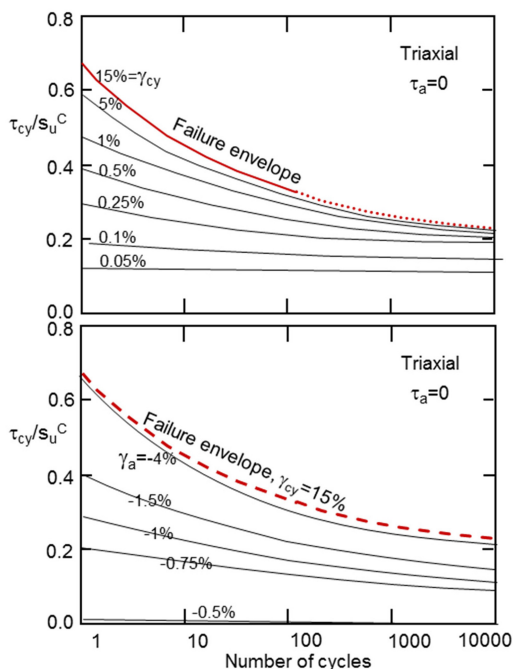 0.8
Triaxial
τa=0
15%=γcy
0.6
5%
τcy/su^C
Failure envelope
1%
0.4
0.5%
0.25%
0.2
0.1%
0.05%
0.0
0.8
Triaxial
τa=0
0.6
τcy/su^C
Failure envelope, γcy=15%
γa=-4%
0.4
-1.5%
-1%
0.2
-0.75%
-0.5%
0.0
1 10 100 1000 10000
Number of cycles